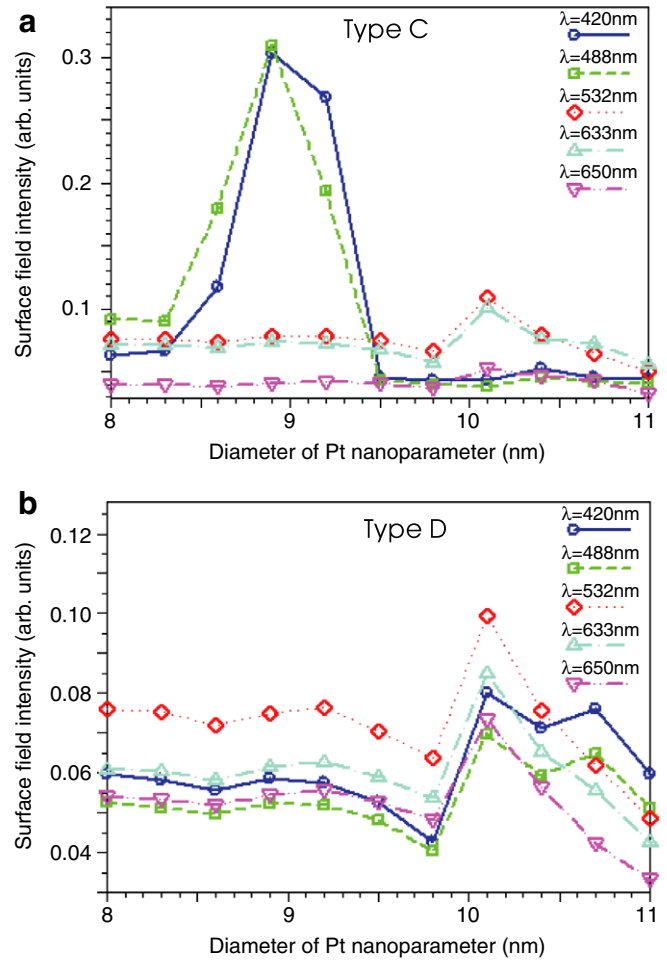 a
Type C
λ=420nm
λ=488nm
λ=532nm
λ=633nm
λ=650nm
0.3
0.2
0.1
Surface field intensity (arb. units)
8 9 10 11
Diameter of Pt nanoparameter (nm)
b
Type D
λ=420nm
λ=488nm
λ=532nm
λ=633nm
λ=650nm
0.12
0.10
0.08
0.06
0.04
Surface field intensity (arb. units)
8 9 10 11
Diameter of Pt nanoparameter (nm)